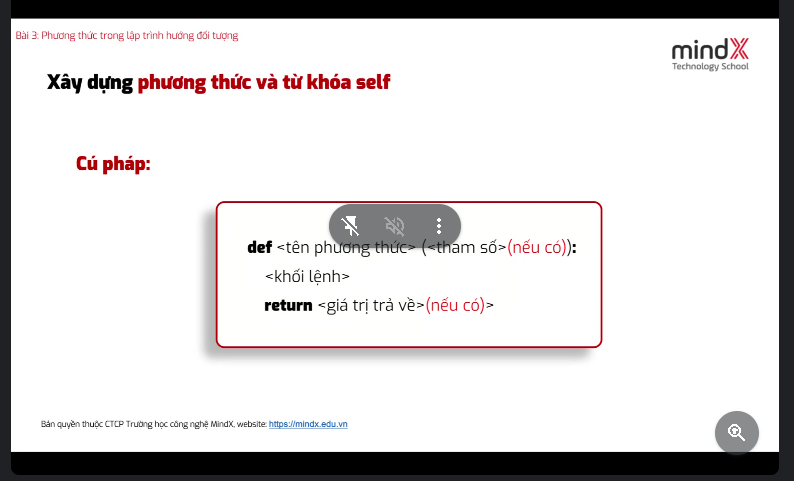 Bài 3: Phương thức trong lập trình hướng đối tượng
mindX
Technology School
Xây dựng phương thức và từ khóa self
Cú pháp:
def <tên phương thức> (<tham số>(nếu có)):
<khối lệnh>
return <giá trị trả về>(nếu có)>
Bản quyền thuộc CTCP Trường học công nghệ MindX, website: https://mindx.edu.vn